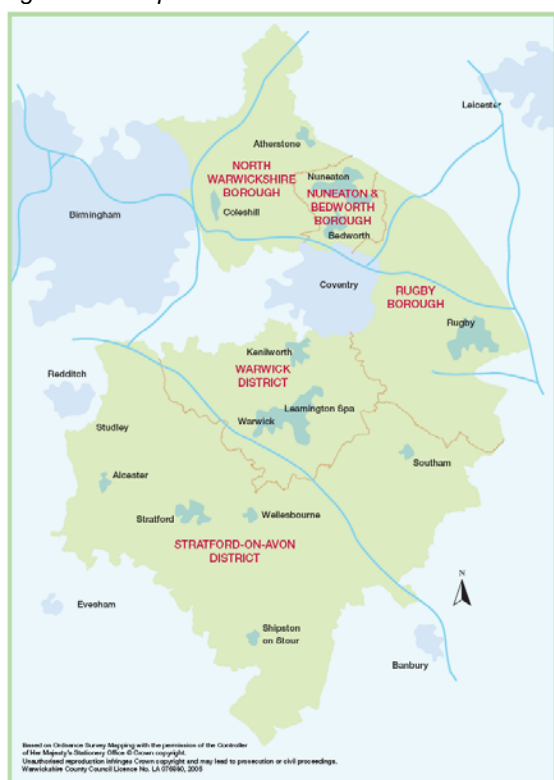 Leicester
Atherstone
NORTH
WARWICKSHIRE
BOROUGH
Nuneaton
NUNEATON &
BEDWORTH
BOROUGH
Coleshill
Birmingham
Bedworth
Coventry
RUGBY
BOROUGH
Rugby
Kenilworth
WARWICK
DISTRICT
Redditch
Leamington Spa
Warwick
Studley
Southam
Alcester
Stratford
Wellesbourne
STRATFORD-ON-AVON
DISTRICT
N
Evesham
Shipston
on Stour
Banbury
Based on Ordnance Survey Mapping with the permission of the Controller
of Her Majesty's Stationery Office © Crown copyright.
Unauthorised reproduction infringes Crown copyright and may lead to prosecution or civil proceedings.
Warwickshire County Council Licence No. LA 2005